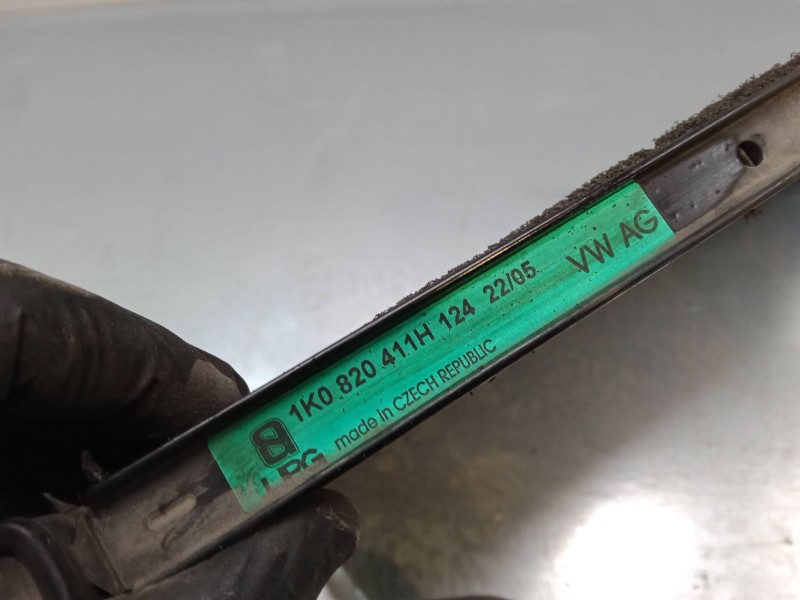 1K0 820 411H 124 22/05 VW AG
made in CZECH REPUBLIC